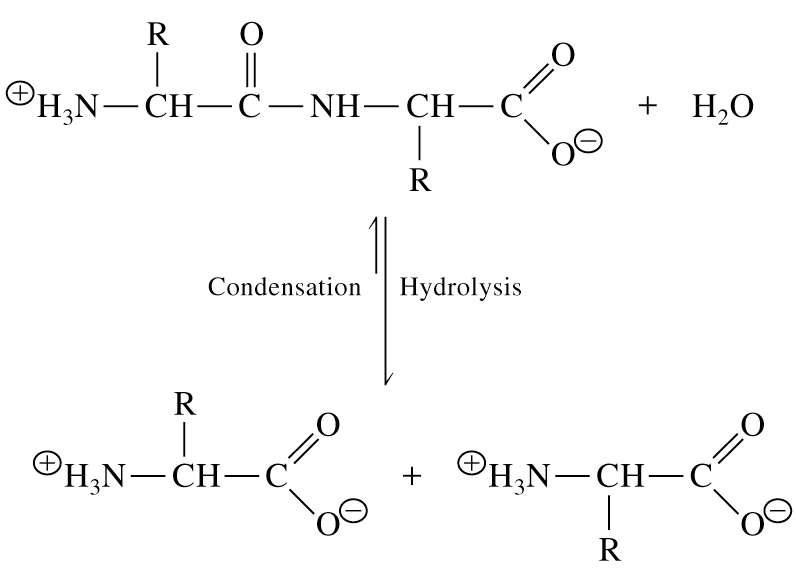 R O O
⊕H₃N—CH—C—NH—CH—C + H₂O
O⊖
R
Condensation Hydrolysis
R O O
⊕H₃N—CH—C + ⊕H₃N—CH—C
O⊖ O⊖
R